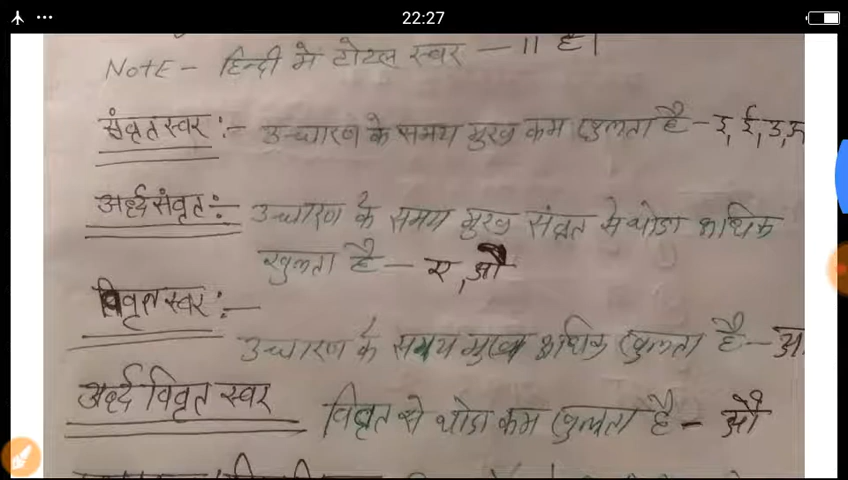 22:27
NOTE - हिन्दी में टोटल स्वर — 11 है।
संवृत स्वर :- उच्चारण के समय मुख कम खुलता है - इ, ई, उ, ऊ
अर्द्ध संवृत :- उच्चारण के समय मुख संवृत से थोडा अधिक
खुलता है - ए, ओ
विवृत स्वर :-
उच्चारण के समय मुख अधिक खुलता है - आ
अर्द्ध विवृत स्वर विवृत से थोडा कम खुलता है - औ